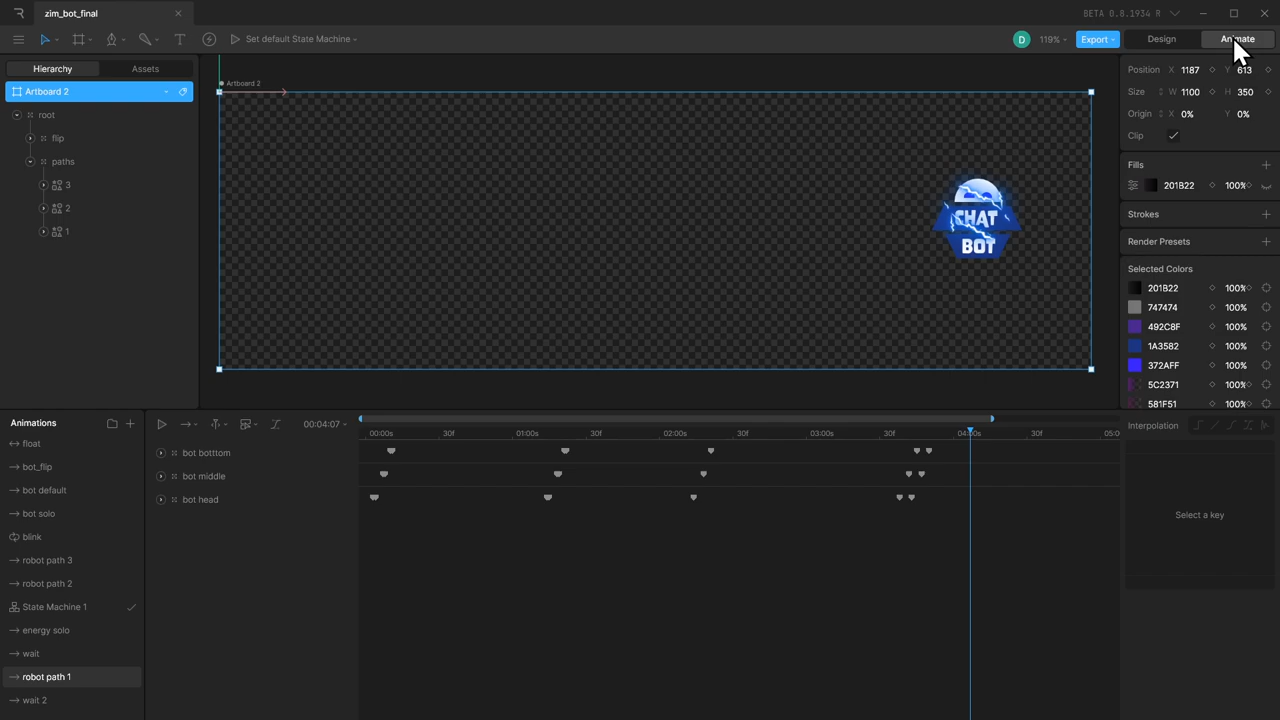 zim_bot_final
BETA 0.8.1934 R
Set default State Machine
D
119%
Export
Design
Animate
Hierarchy
Assets
Artboard 2
root
flip
paths
3
2
1
Artboard 2
CHAT
BOT
Position X 1187 Y 613
Size W 1100 H 350
Origin X 0% Y 0%
Clip
Fills
201B22 100%
Strokes
Render Presets
Selected Colors
201B22 100%
747474 100%
492C8F 100%
1A3582 100%
372AFF 100%
5C2371 100%
581F51 100%
Animations
float
bot_flip
bot default
bot solo
blink
robot path 3
robot path 2
State Machine 1
energy solo
wait
robot path 1
wait 2
00:04:07
00:00s 30f 01:00s 30f 02:00s 30f 03:00s 30f 04:00s 30f 05:0
bot botttom
bot middle
bot head
Interpolation
Select a key